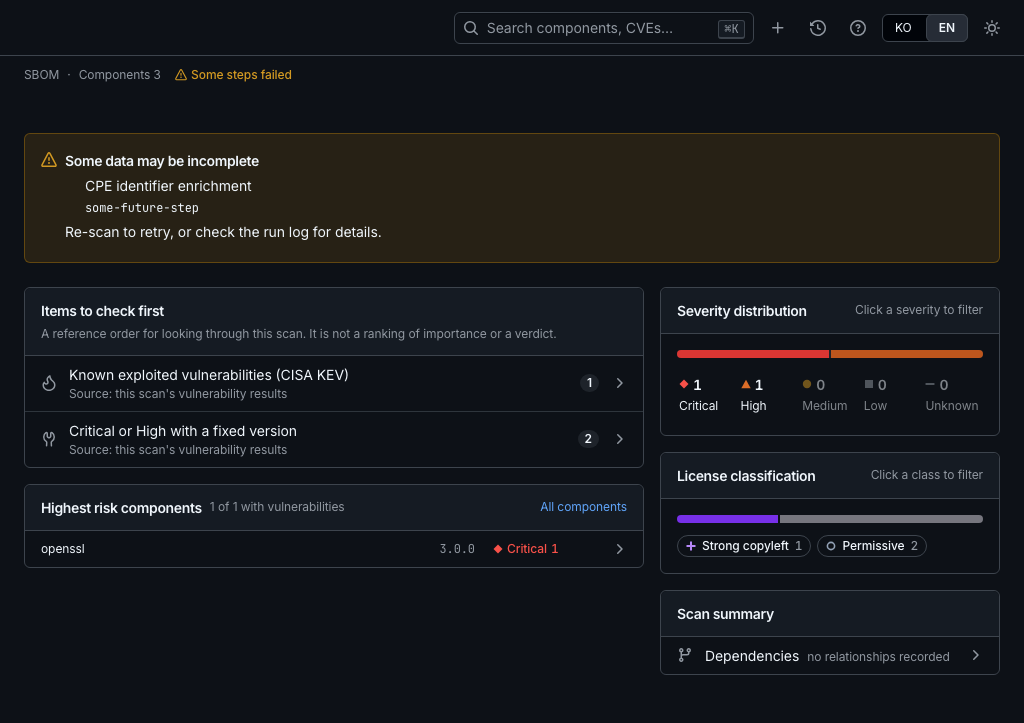 Search components, CVEs... ⌘K KO EN
SBOM · Components 3 Some steps failed
Some data may be incomplete
CPE identifier enrichment
some-future-step
Re-scan to retry, or check the run log for details.
Items to check first
A reference order for looking through this scan. It is not a ranking of importance or a verdict.
Known exploited vulnerabilities (CISA KEV) 1
Source: this scan's vulnerability results
Critical or High with a fixed version 2
Source: this scan's vulnerability results
Highest risk components 1 of 1 with vulnerabilities All components
openssl 3.0.0 Critical 1
Severity distribution Click a severity to filter
1 1 0 0 0
Critical High Medium Low Unknown
License classification Click a class to filter
Strong copyleft 1 Permissive 2
Scan summary
Dependencies no relationships recorded